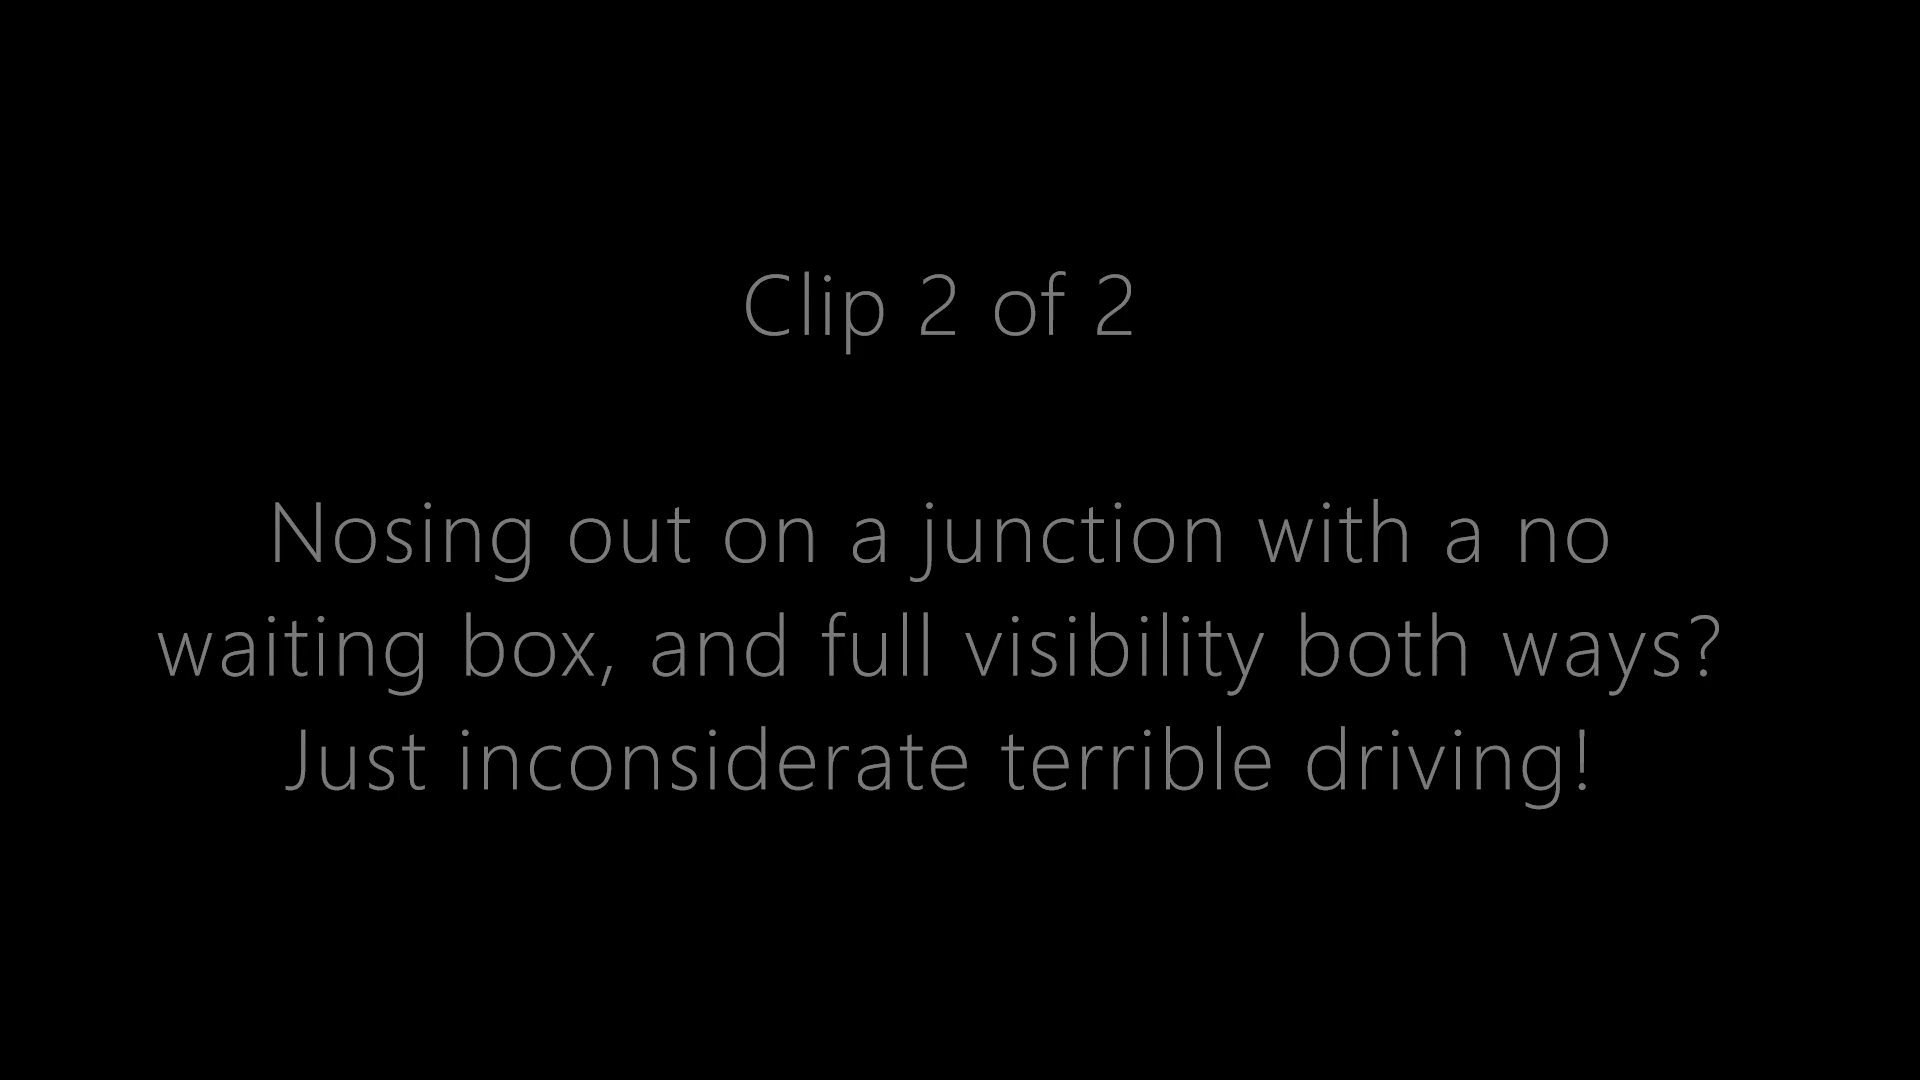 Clip 2 of 2
Nosing out on a junction with a no
waiting box, and full visibility both ways?
Just inconsiderate terrible driving!